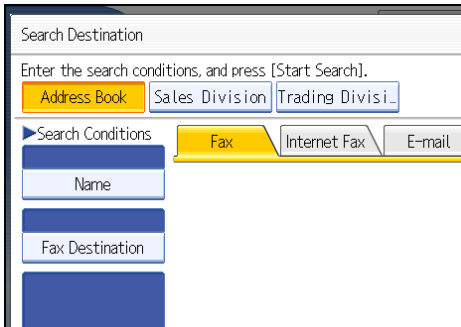 Search Destination
Enter the search conditions, and press [Start Search].
Address Book Sales Division Trading Divisi...
▶Search Conditions Fax Internet Fax E-mail
Name
Fax Destination